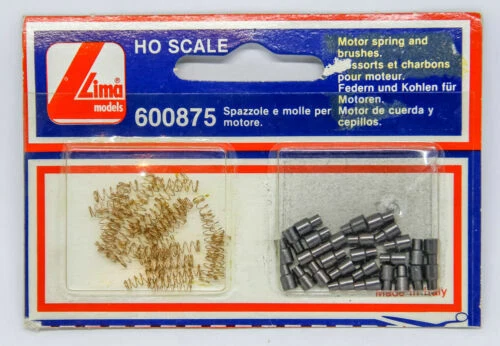 Lima®
models
HO SCALE
600875
Spazzole e molle per
motore.
Motor spring and
brushes.
Ressorts et charbons
pour moteur.
Federn und Kohlen für
Motoren.
Motor de cuerda y
cepillos.
Made in Italy